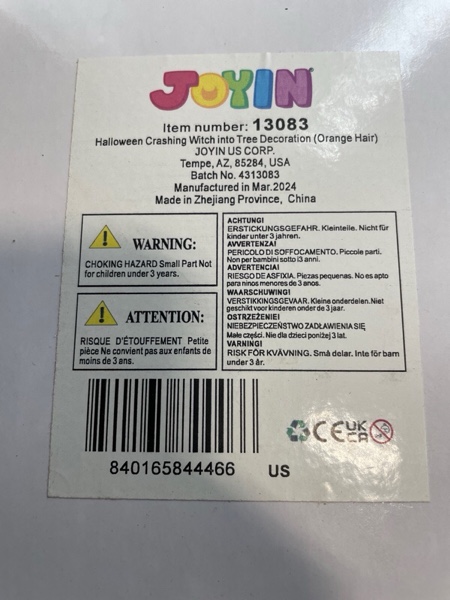 JOYIN
Item number: 13083
Halloween Crashing Witch into Tree Decoration (Orange Hair)
JOYIN US CORP.
Tempe, AZ, 85284, USA
Batch No. 4313083
Manufactured in Mar.2024
Made in Zhejiang Province, China
WARNING:
CHOKING HAZARD Small Part Not
for children under 3 years.
ATTENTION:
RISQUE D'ÉTOUFFEMENT Petite
pièce Ne convient pas aux enfants de
moins de 3 ans.
ACHTUNG!
ERSTICKUNGSGEFAHR. Kleinteile. Nicht für
kinder unter 3 jahren.
AVVERTENZA!
PERICOLO DI SOFFOCAMENTO. Piccole parti.
Non per bambini sotto i3 anni.
ADVERTENCIA!
RIESGO DE ASFIXIA. Piezas pequenas. No es apto
para ninos menores de 3 anos.
WAARSCHUWING!
VERSTIKKINGSGEVAAR. Kleine onderdelen. Niet
geschikt voor kinderen onder de 3 jaar.
OSTRZEŻENIE!
NIEBEZPIECZEŃSTWO ZADŁAWIENIA SIĘ
Małe części. Nie dla dzieci poniżej 3 lat.
VARNING!
RISK FÖR KVÄVNING. Små delar. Inte för barn
under 3 år.
840165844466 US
CE UK
CA
0-3